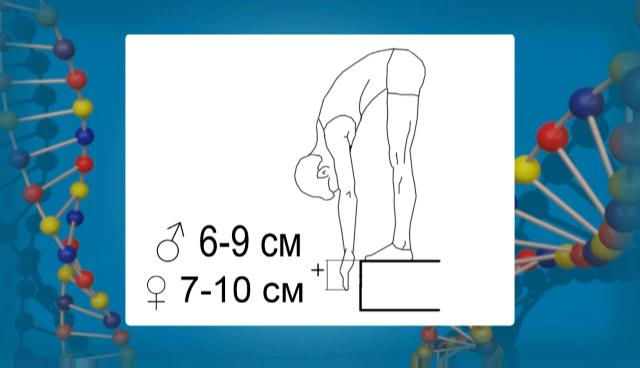 ♂ 6-9 см
♀ 7-10 см
+